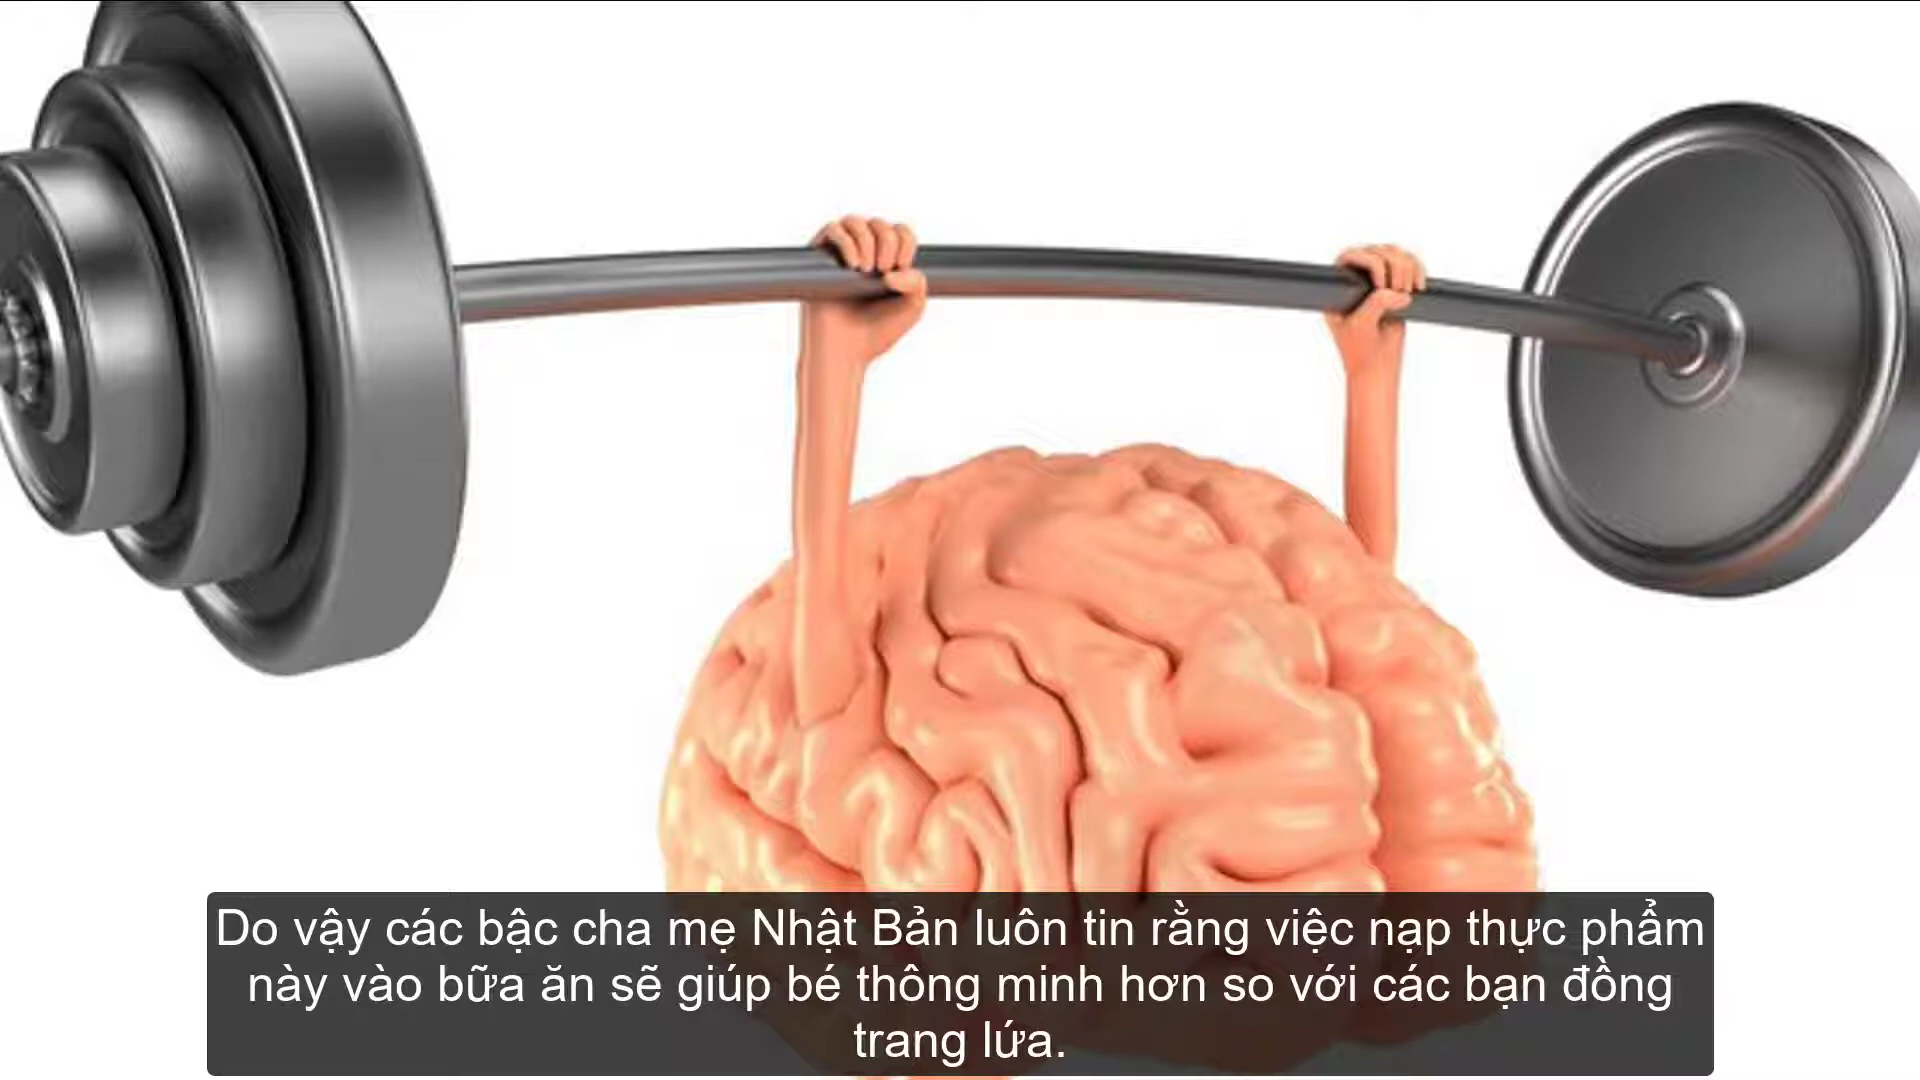 Do vậy các bậc cha mẹ Nhật Bản luôn tin rằng việc nạp thực phẩm
này vào bữa ăn sẽ giúp bé thông minh hơn so với các bạn đồng
trang lứa.